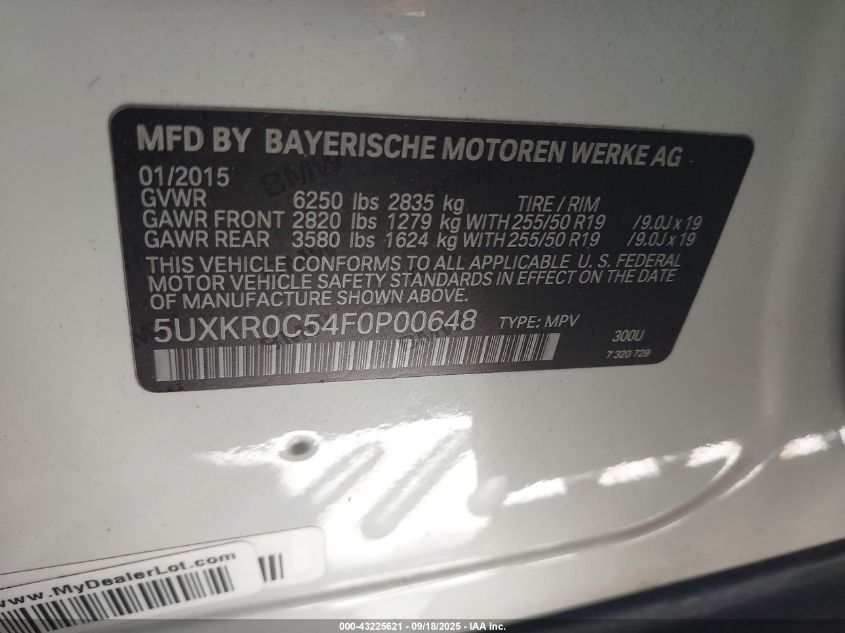 MFD BY BAYERISCHE MOTOREN WERKE AG
01/2015
GVWR 6250 lbs 2835 kg TIRE / RIM
GAWR FRONT 2820 lbs 1279 kg WITH 255/50 R19 /9.0J x 19
GAWR REAR 3580 lbs 1624 kg WITH 255/50 R19 /9.0J x 19
THIS VEHICLE CONFORMS TO ALL APPLICABLE U. S. FEDERAL
MOTOR VEHICLE SAFETY STANDARDS IN EFFECT ON THE DATE
OF MANUFACTURE SHOWN ABOVE.
5UXKR0C54F0P00648 TYPE: MPV 300U
7 320 729
www.MyDealerLot.com
000-43225621 - 09/18/2025 - IAA Inc.